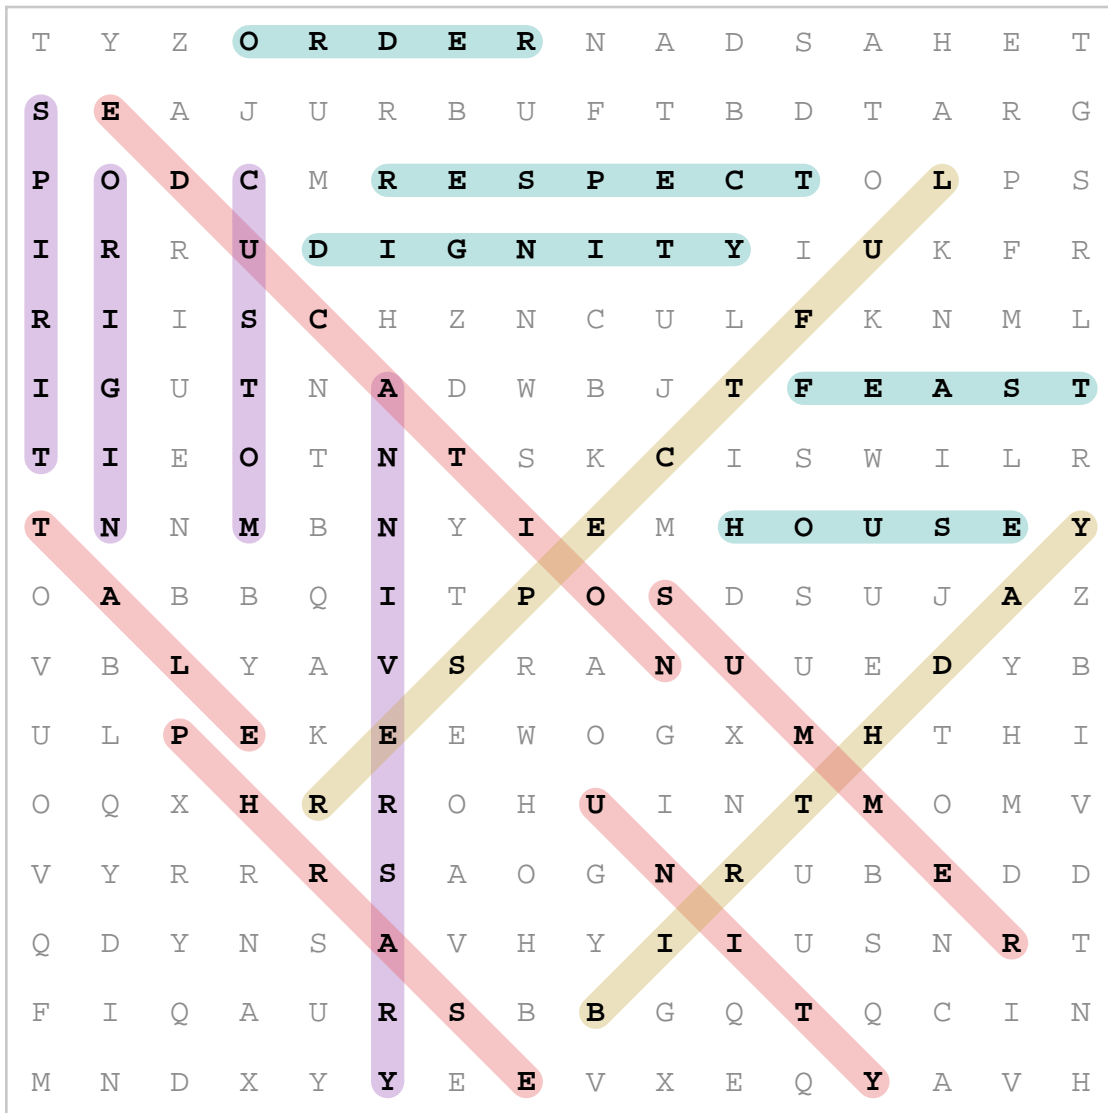 T Y Z O R D E R N A D S A H E T
S E A J U R B U F T B D T A R G
P O D C M R E S P E C T O L P S
I R R U D I G N I T Y I U K F R
R I I S C H Z N C U L F K N M L
I G U T N A D W B J T F E A S T
T I E O T N T S K C I S W I L R
T N N M B N Y I E M H O U S E Y
O A B B Q I T P O S D S U J A Z
V B L Y A V S R A N U U E D Y B
U L P E K E E W O G X M H T H I
O Q X H R R O H U I N T M O M V
V Y R R R S A O G N R U B E D D
Q D Y N S A V H Y I I U S N R T
F I Q A U R S B B G Q T Q C I N
M N D X Y Y E E V X E Q Y A V H